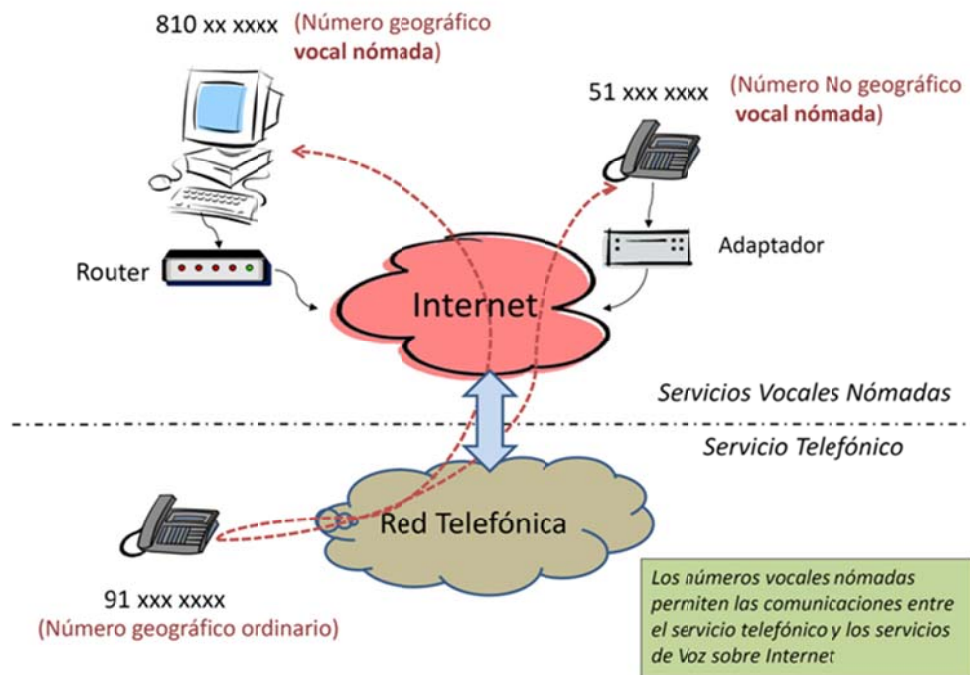 810 xx xxxx
(Número geográfico
vocal nómada)
51 xxx xxxx
(Número No geográfico
vocal nómada)
Router
Adaptador
Internet
Servicios Vocales Nómadas
Servicio Telefónico
Red Telefónica
91 xxx xxxx
(Número geográfico ordinario)
Los números vocales nómadas
permiten las comunicaciones entre
el servicio telefónico y los servicios
de Voz sobre Internet